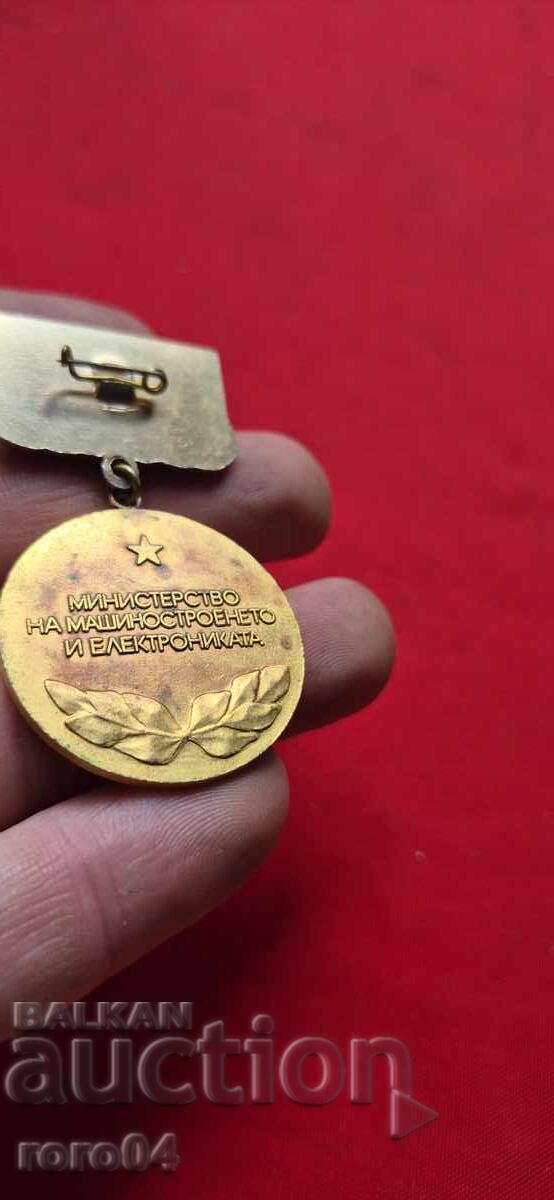 МИНИСТЕРСТВО
НА МАШИНОСТРОЕНЕТО
И ЕЛЕКТРОНИКАТА
BALKAN
auction
roro04